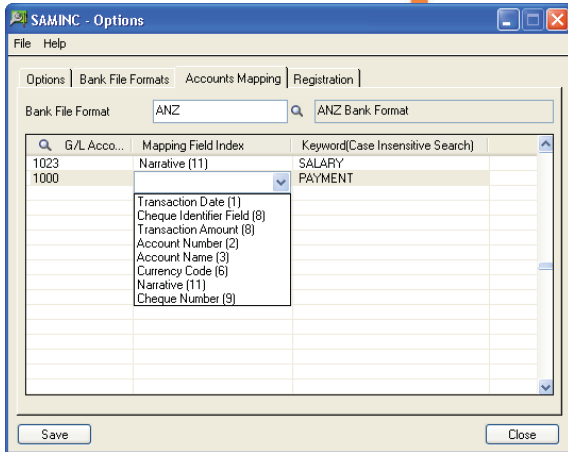 SAMINC - Options
File Help
Options Bank File Formats Accounts Mapping Registration
Bank File Format ANZ ANZ Bank Format
G/L Acco... Mapping Field Index Keyword(Case Insensitive Search)
1023 Narrative (11) SALARY
1000 PAYMENT
Transaction Date (1)
Cheque Identifier Field (8)
Transaction Amount (8)
Account Number (2)
Account Name (3)
Currency Code (6)
Narrative (11)
Cheque Number (9)
Save Close